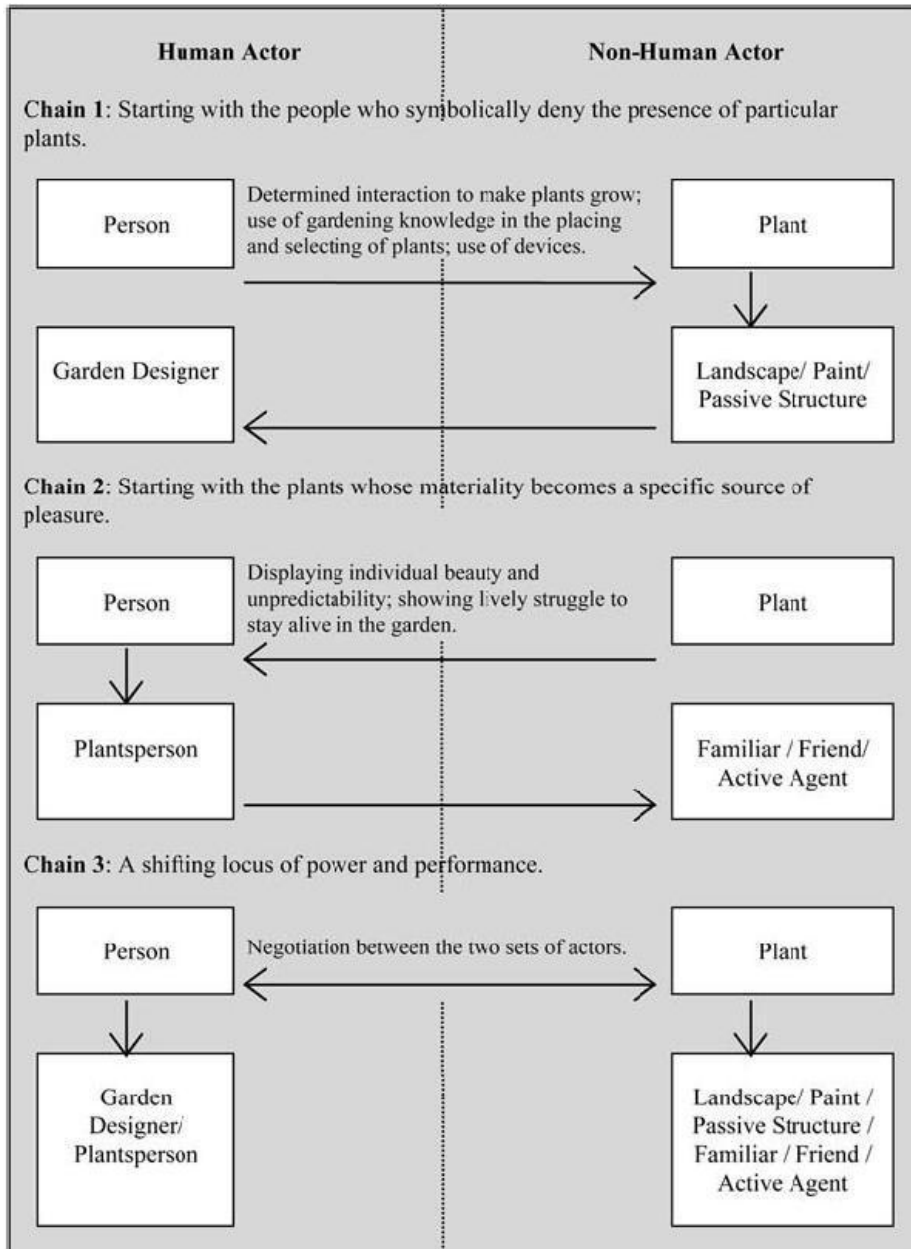 Human Actor
Non-Human Actor
Chain 1: Starting with the people who symbolically deny the presence of particular
plants.
Person
Determined interaction to make plants grow;
use of gardening knowledge in the placing
and selecting of plants; use of devices.
Plant
Garden Designer
Landscape/ Paint/
Passive Structure
Chain 2: Starting with the plants whose materiality becomes a specific source of
pleasure.
Person
Displaying individual beauty and
unpredictability; showing lively struggle to
stay alive in the garden.
Plant
Plantsperson
Familiar / Friend/
Active Agent
Chain 3: A shifting locus of power and performance.
Person
Negotiation between the two sets of actors.
Plant
Garden
Designer/
Plantsperson
Landscape/ Paint /
Passive Structure /
Familiar / Friend /
Active Agent